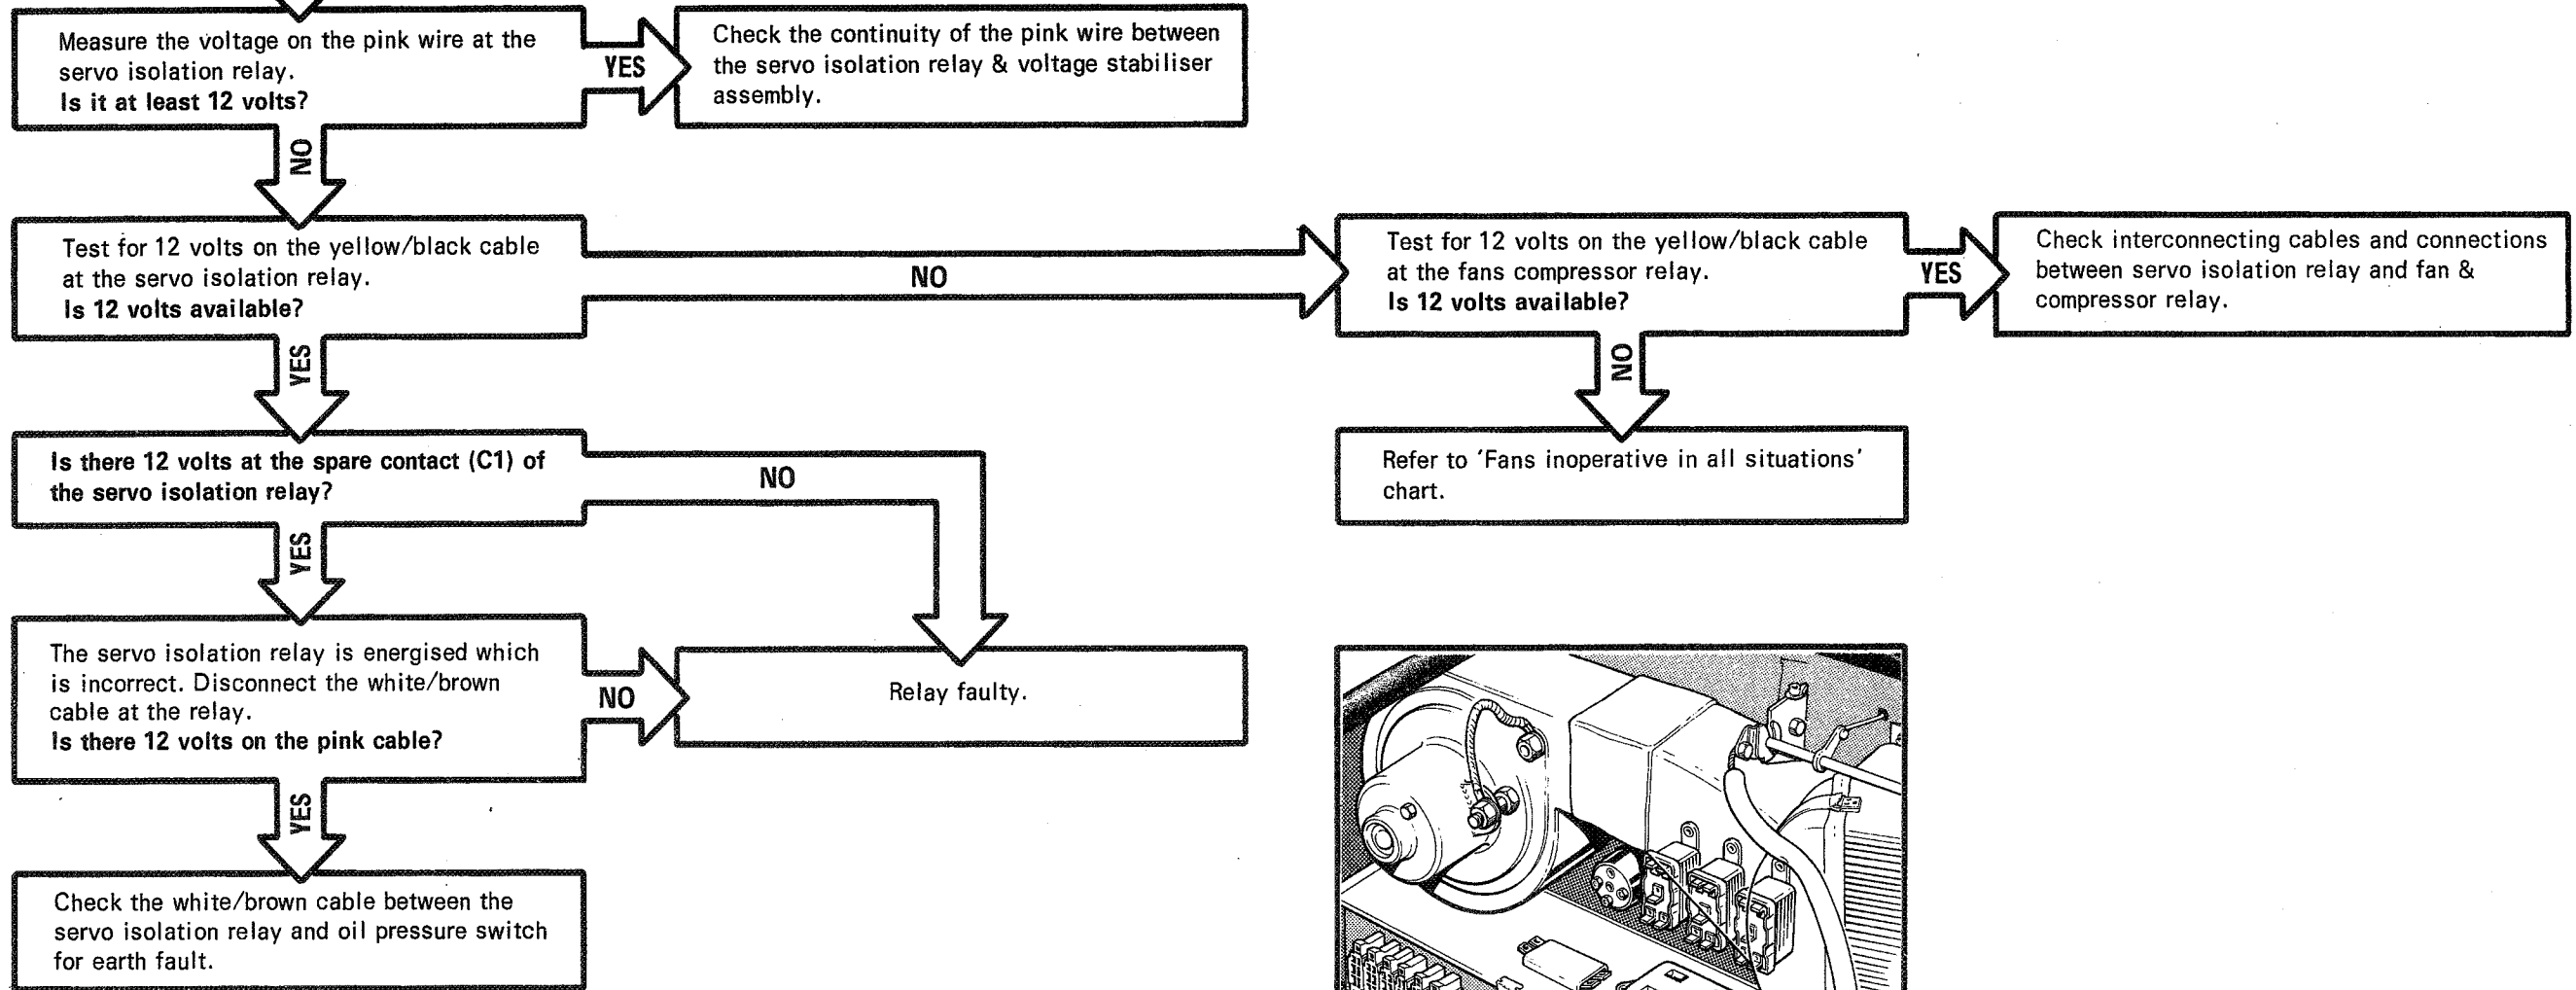 Measure the voltage on the pink wire at the
servo isolation relay.
Is it at least 12 volts?
YES
Check the continuity of the pink wire between
the servo isolation relay & voltage stabiliser
assembly.
NO
Test for 12 volts on the yellow/black cable
at the servo isolation relay.
Is 12 volts available?
NO
Test for 12 volts on the yellow/black cable
at the fans compressor relay.
Is 12 volts available?
YES
Check interconnecting cables and connections
between servo isolation relay and fan &
compressor relay.
YES
NO
Is there 12 volts at the spare contact (C1) of
the servo isolation relay?
NO
Refer to 'Fans inoperative in all situations'
chart.
YES
The servo isolation relay is energised which
is incorrect. Disconnect the white/brown
cable at the relay.
Is there 12 volts on the pink cable?
NO
Relay faulty.
YES
Check the white/brown cable between the
servo isolation relay and oil pressure switch
for earth fault.